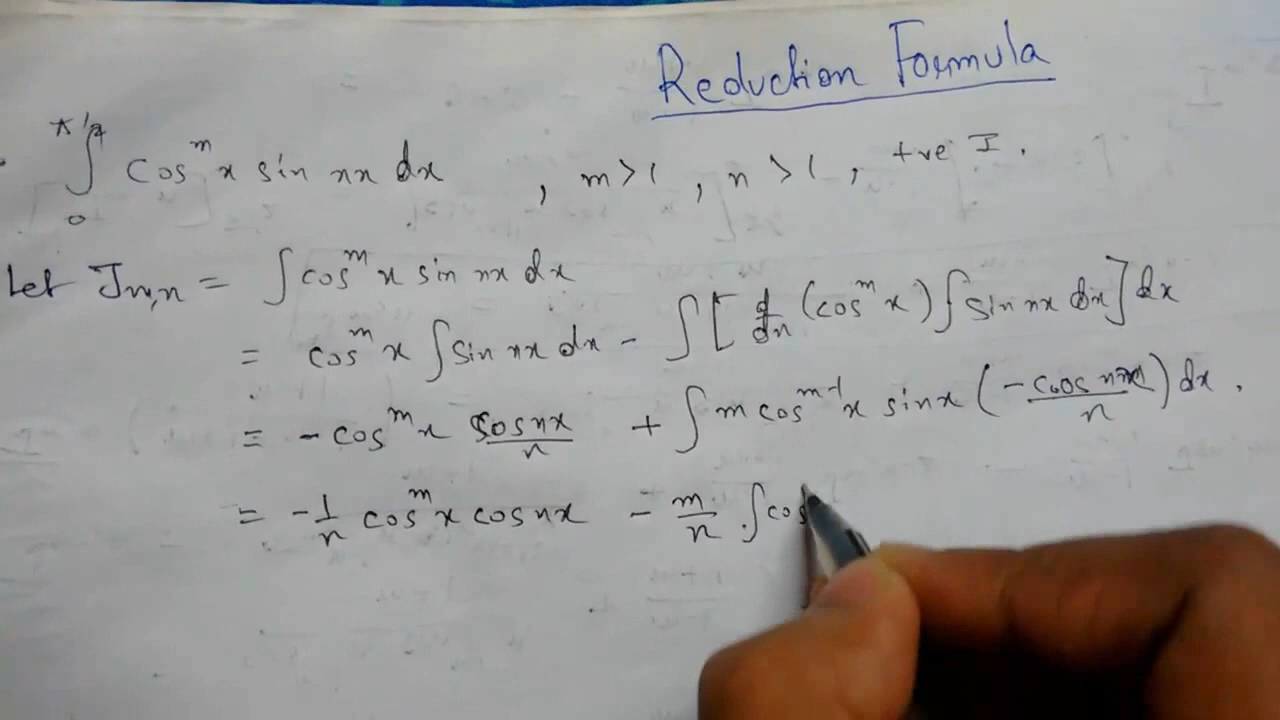 Reduction Formula
∫₀^π/2 cos^m x sin nx dx , m>1 , n>1 , +ve I .
Let J_m,n = ∫ cos^m x sin nx dx
= cos^m x ∫ sin nx dx - ∫ [ d/dx (cos^m x) ∫ sin nx dx ] dx
= - cos^m x cos nx/n + ∫ m cos^m-1 x sin x ( - cos nx/n ) dx .
= - 1/n cos^m x cos nx - m/n . ∫ cos